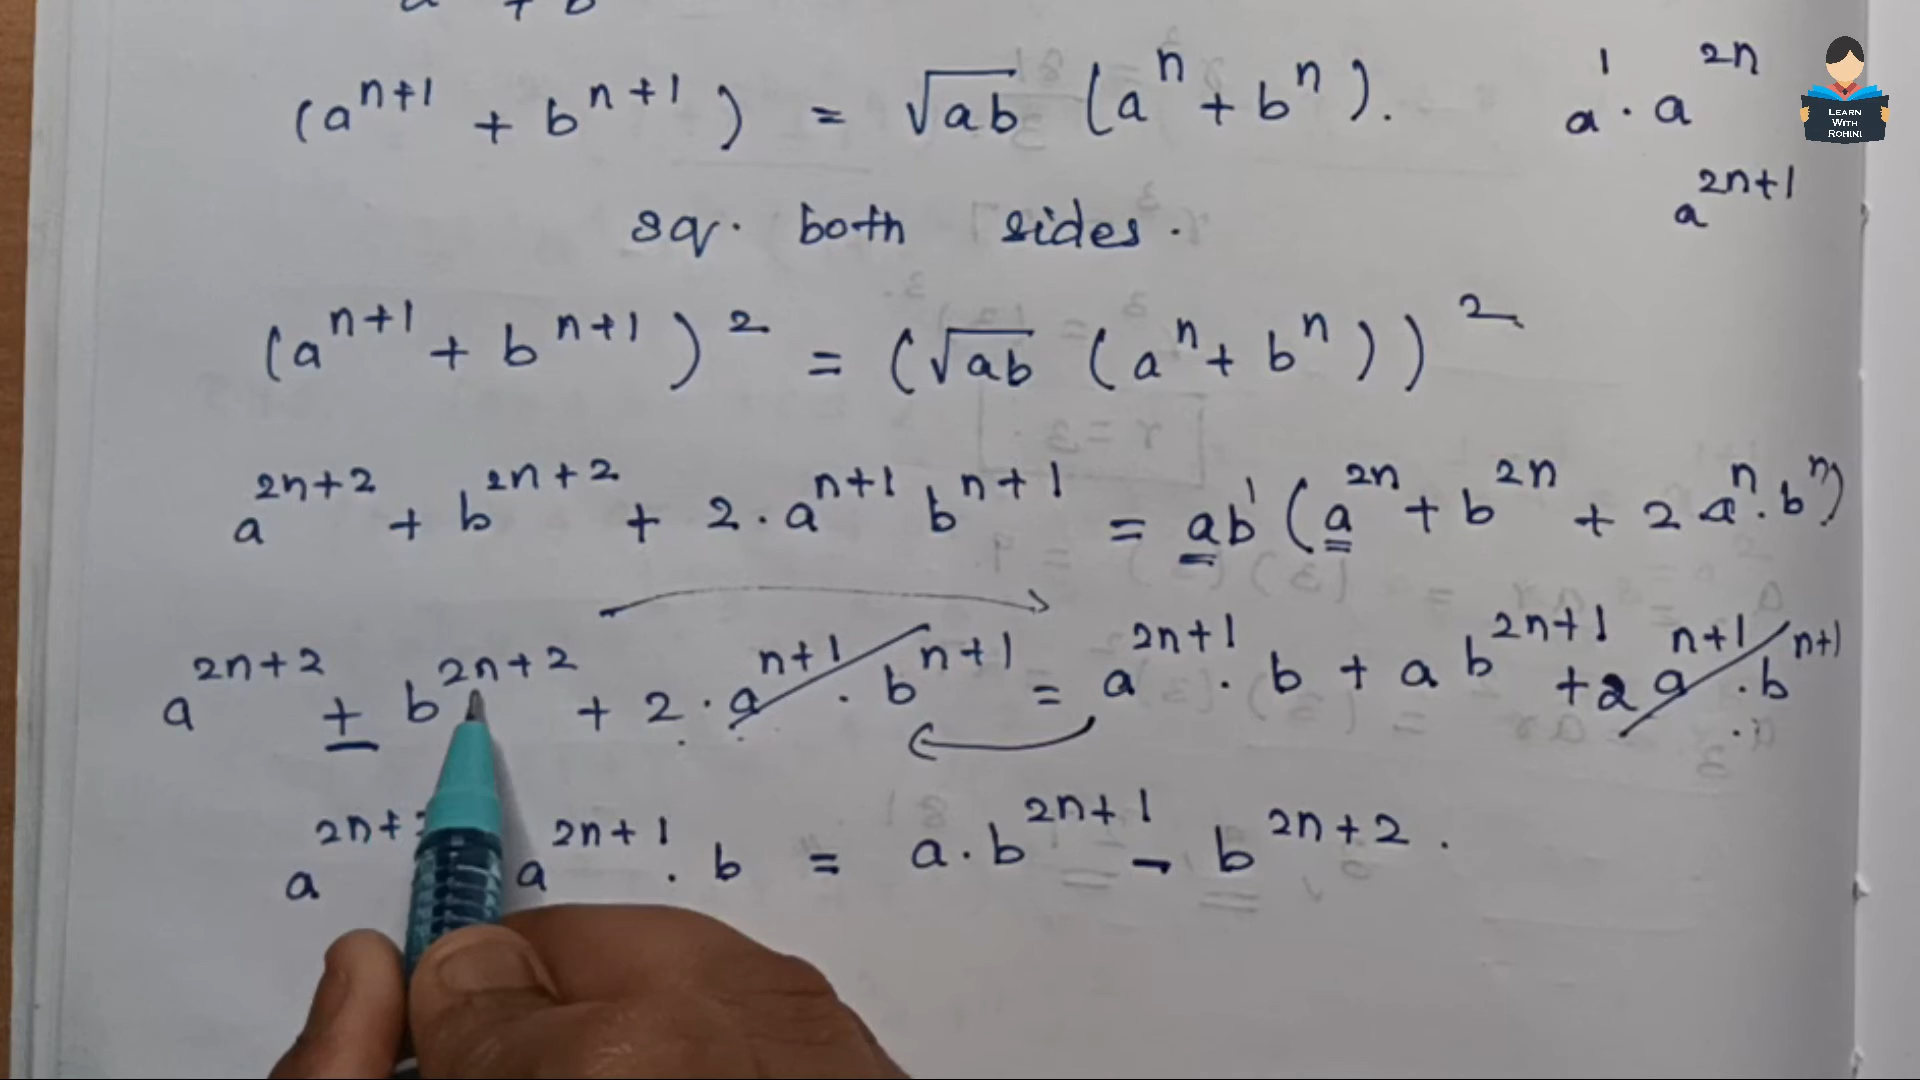 (a^{n+1} + b^{n+1}) = √ab (a^n + b^n).
a^1 . a^{2n}
a^{2n+1}
sq. both sides.
(a^{n+1} + b^{n+1})^2 = (√ab (a^n + b^n))^2
a^{2n+2} + b^{2n+2} + 2 . a^{n+1} b^{n+1} = ab^1 (a^{2n} + b^{2n} + 2 a^n . b^n)
a^{2n+2} + b^{2n+2} + 2 . a^{n+1} . b^{n+1} = a^{2n+1} . b + a b^{2n+1} + 2 a^{n+1} . b^{n+1}
a^{2n+ a^{2n+1} . b = a . b^{2n+1} - b^{2n+2} .
LEARN
WITH
ROHINI